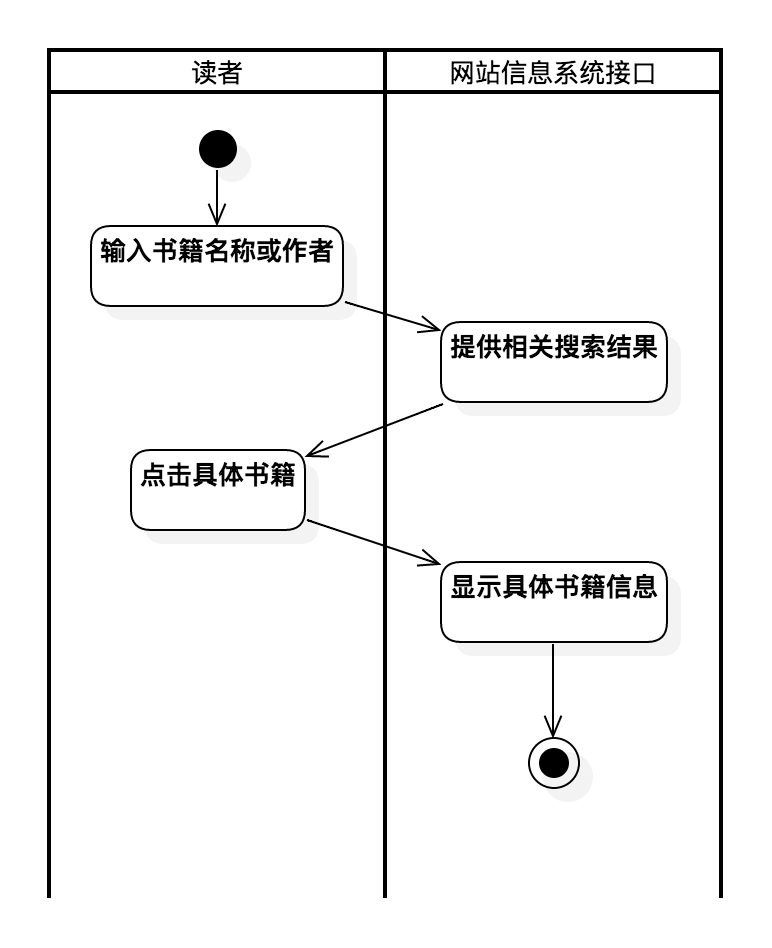 读者
网站信息系统接口
输入书籍名称或作者
提供相关搜索结果
点击具体书籍
显示具体书籍信息